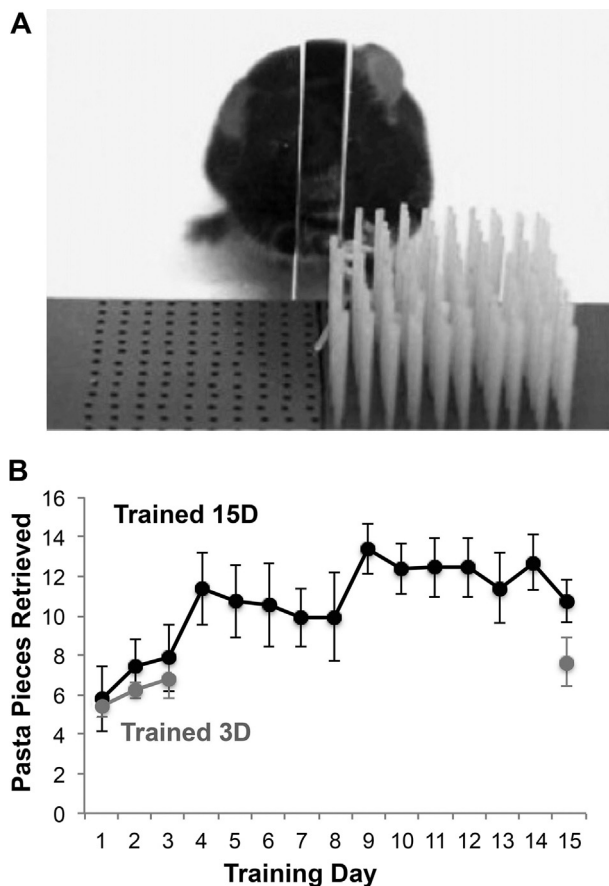 A
B
Pasta Pieces Retrieved
16
14
12
10
8
6
4
2
0
Trained 15D
Trained 3D
1 2 3 4 5 6 7 8 9 10 11 12 13 14 15
Training Day